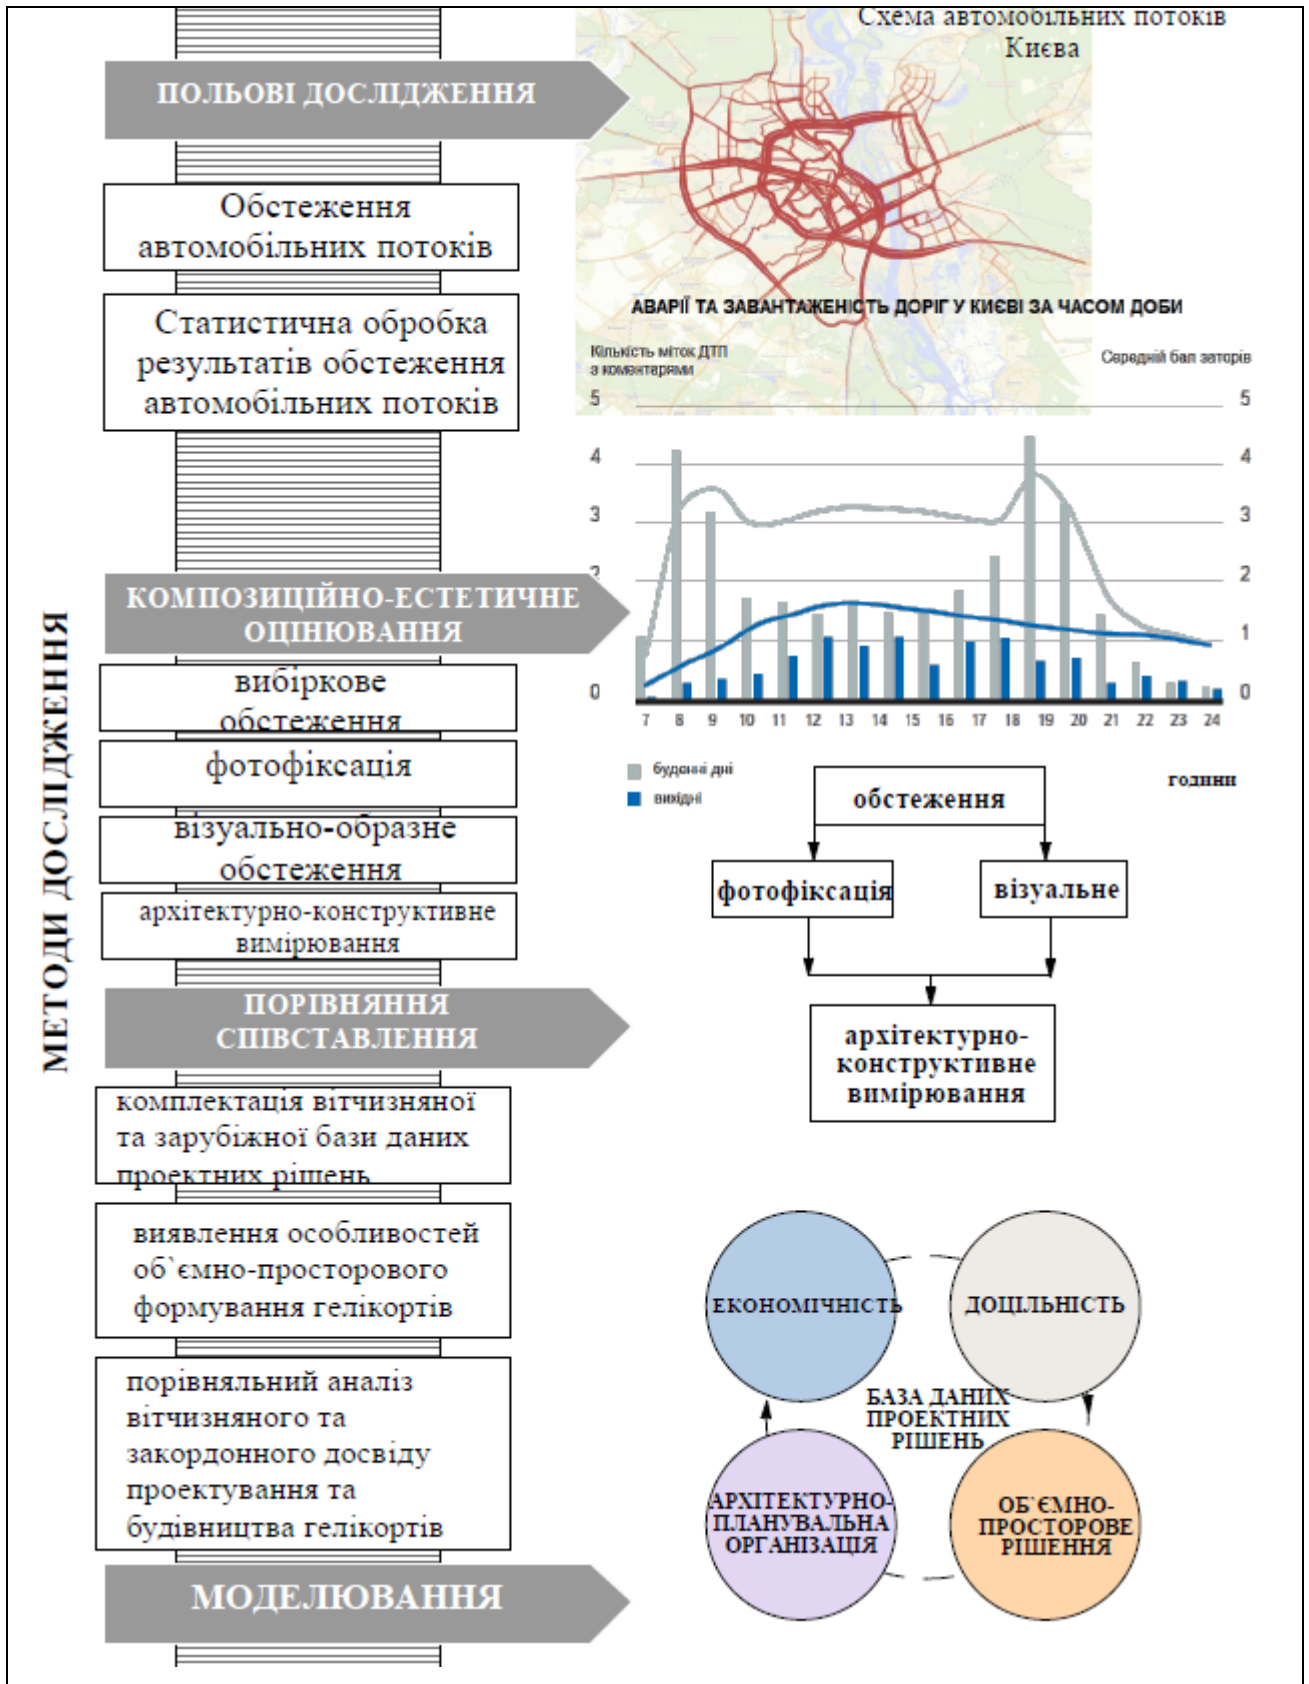 МЕТОДИ ДОСЛІДЖЕННЯ
ПОЛЬОВІ ДОСЛІДЖЕННЯ
Обстеження
автомобільних потоків
Статистична обробка
результатів обстеження
автомобільних потоків
КОМПОЗИЦІЙНО-ЕСТЕТИЧНЕ
ОЦІНЮВАННЯ
вибіркове
обстеження
фотофіксація
візуально-образне
обстеження
архітектурно-конструктивне
вимірювання
ПОРІВНЯННЯ
СПІВСТАВЛЕННЯ
комплектація вітчизняної
та зарубіжної бази даних
проектних рішень
виявлення особливостей
об`ємно-просторового
формування гелікортів
порівняльний аналіз
вітчизняного та
закордонного досвіду
проектування та
будівництва гелікортів
МОДЕЛЮВАННЯ
Схема автомобільних потоків
Києва
АВАРІЇ ТА ЗАВАНТАЖЕНІСТЬ ДОРІГ У КИЄВІ ЗА ЧАСОМ ДОБИ
Кількість міток ДТП
з коментарями
Середній бал заторів
5 5
4 4
3 3
2 2
1
0 0
7 8 9 10 11 12 13 14 15 16 17 18 19 20 21 22 23 24
буденні дні
вихідні
години
обстеження
фотофіксація
візуальне
архітектурно-
конструктивне
вимірювання
ЕКОНОМІЧНІСТЬ
ДОЦІЛЬНІСТЬ
БАЗА ДАНИХ
ПРОЕКТНИХ
РІШЕНЬ
АРХІТЕКТУРНО-
ПЛАНУВАЛЬНА
ОРГАНІЗАЦІЯ
ОБ`ЄМНО-
ПРОСТОРОВЕ
РІШЕННЯ